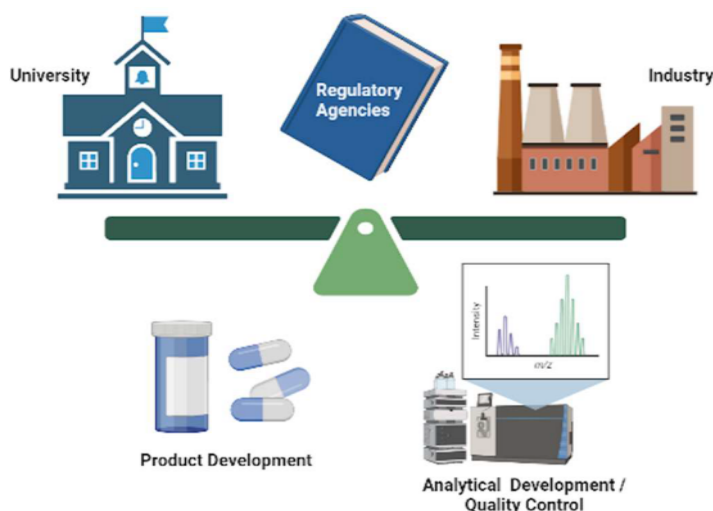 University
Regulatory
Agencies
Industry
Intensity
m/z
Product Development
Analytical Development /
Quality Control